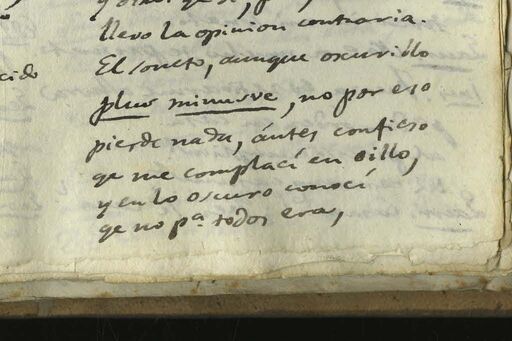 llevo la opinion contraria.
El soneto, aunque oscurillo
cido
plus minusve, no por eso
pierde nada, ántes confieso
qe me complací en oillo,
y en lo oscuro conocí
qe no pa todos era,